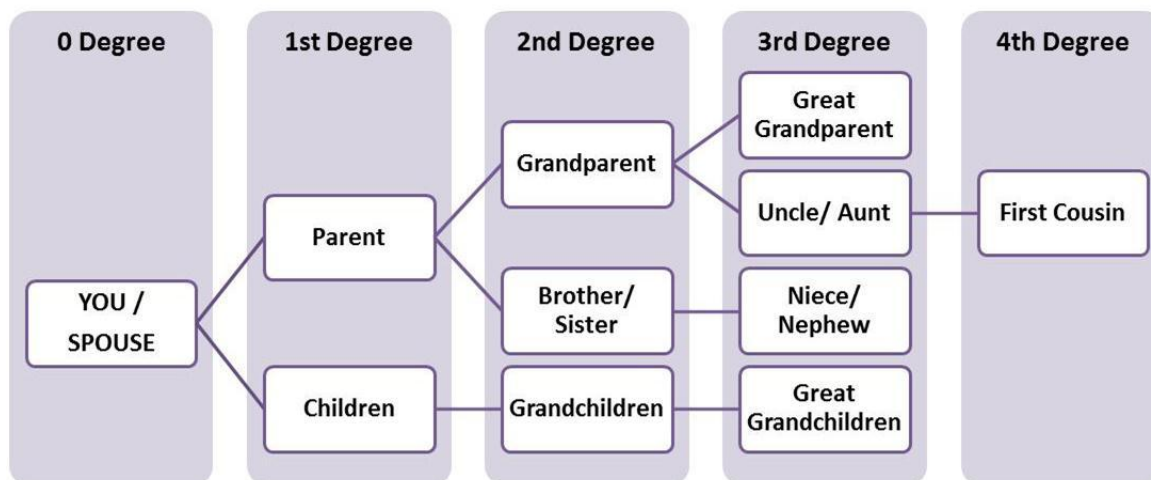 0 Degree
1st Degree
2nd Degree
3rd Degree
4th Degree
YOU /
SPOUSE
Parent
Children
Grandparent
Brother/
Sister
Grandchildren
Great
Grandparent
Uncle/ Aunt
Niece/
Nephew
Great
Grandchildren
First Cousin